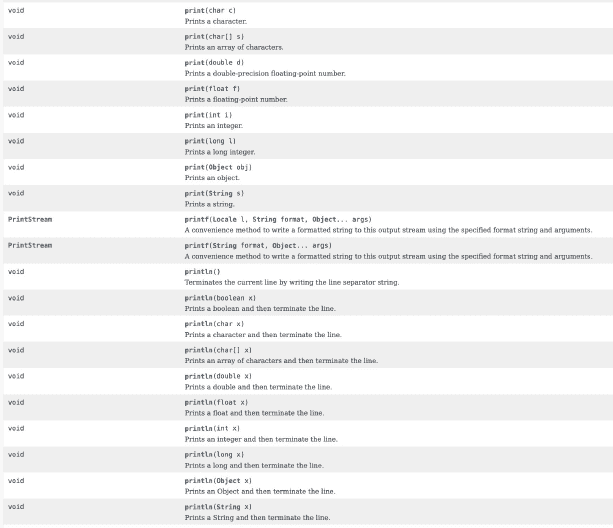 void print(char c)
Prints a character.
void print(char[] s)
Prints an array of characters.
void print(double d)
Prints a double-precision floating-point number.
void print(float f)
Prints a floating-point number.
void print(int i)
Prints an integer.
void print(long l)
Prints a long integer.
void print(Object obj)
Prints an object.
void print(String s)
Prints a string.
PrintStream printf(Locale l, String format, Object... args)
A convenience method to write a formatted string to this output stream using the specified format string and arguments.
PrintStream printf(String format, Object... args)
A convenience method to write a formatted string to this output stream using the specified format string and arguments.
void println()
Terminates the current line by writing the line separator string.
void println(boolean x)
Prints a boolean and then terminate the line.
void println(char x)
Prints a character and then terminate the line.
void println(char[] x)
Prints an array of characters and then terminate the line.
void println(double x)
Prints a double and then terminate the line.
void println(float x)
Prints a float and then terminate the line.
void println(int x)
Prints an integer and then terminate the line.
void println(long x)
Prints a long and then terminate the line.
void println(Object x)
Prints an Object and then terminate the line.
void println(String x)
Prints a String and then terminate the line.